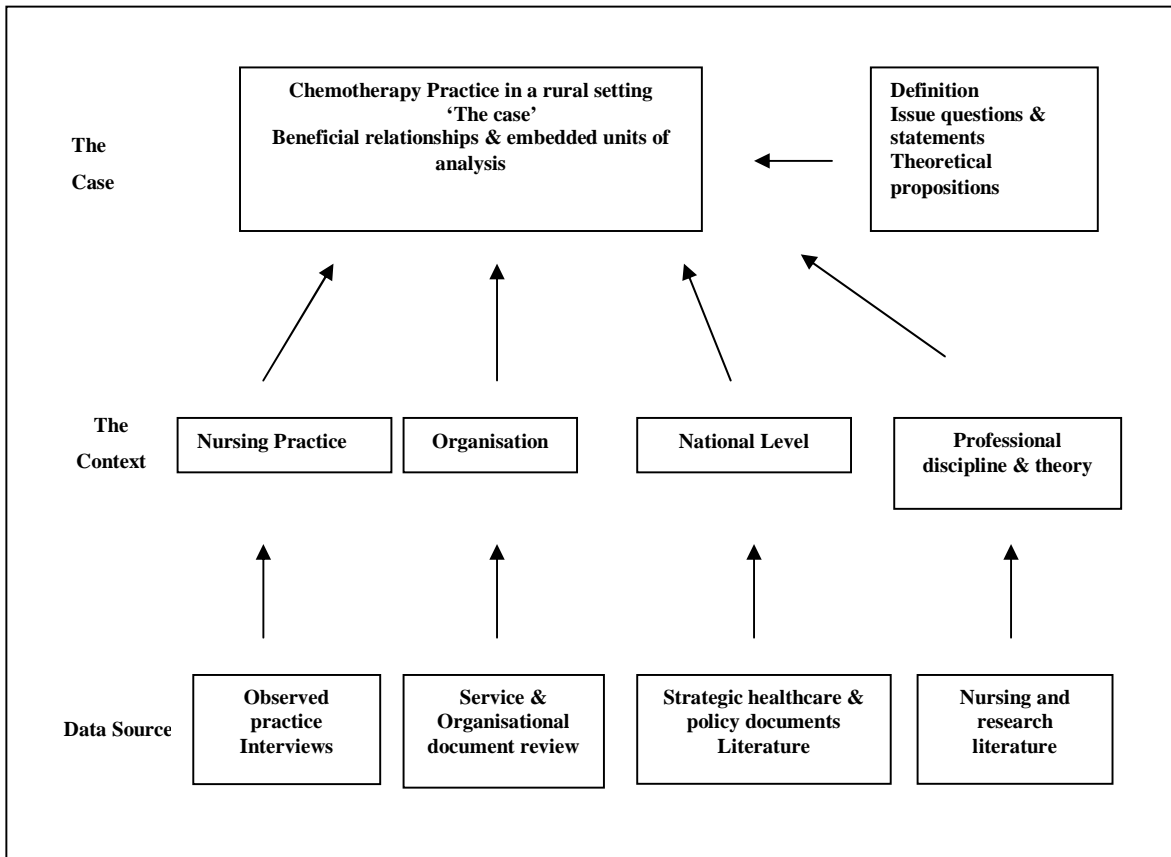 The
Case
Chemotherapy Practice in a rural setting
‘The case’
Beneficial relationships & embedded units of
analysis
Definition
Issue questions &
statements
Theoretical
propositions
The
Context
Nursing Practice
Organisation
National Level
Professional
discipline & theory
Data Source
Observed
practice
Interviews
Service &
Organisational
document review
Strategic healthcare &
policy documents
Literature
Nursing and
research
literature